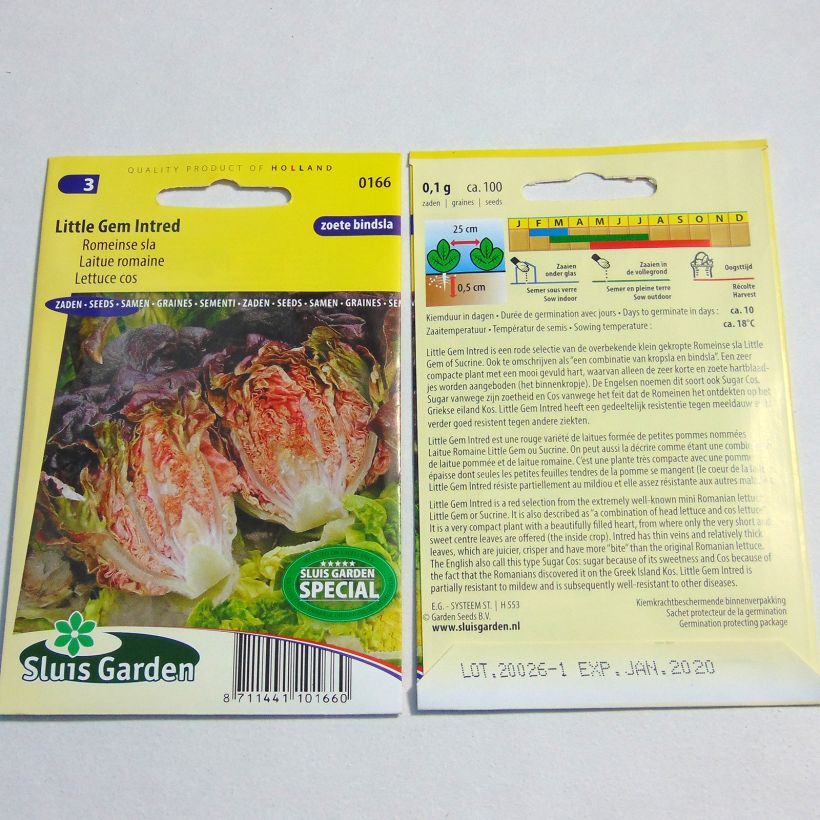 QUALITY PRODUCT OF HOLLAND
3
0166
Little Gem Intred
zoete bindsla
Romeinse sla
Laitue romaine
Lettuce cos
ZADEN - SEEDS - SAMEN - GRAINES - SEMENTI - ZADEN - SEEDS - SAMEN - GRAINES - SEM
SLUIS GARDEN
SPECIAL
Sluis Garden
8 711441 101660
0,1 g ca. 100
zaden | graines | seeds
J F M A M J J A S O N D
25 cm
0,5 cm
Zaaien
onder glas
Semer sous verre
Sow indoor
Zaaien in
de vollegrond
Semer en pleine terre
Sow outdoor
Oogsttijd
Récolte
Harvest
Kiemduur in dagen • Durée de germination avec jours • Days to germinate in days : ca. 10
Zaaitemperatuur • Températur de semis • Sowing temperature : ca. 18°C
Little Gem Intred is een rode selectie van de overbekende klein gekropte Romeinse sla Little
Gem of Sucrine. Ook te omschrijven als "een combinatie van kropsla en bindsla". Een zeer
compacte plant met een mooi gevuld hart, waarvan alleen de zeer korte en zoete hartblaad-
jes worden aangeboden (het binnenkropje). De Engelsen noemen dit soort ook Sugar Cos.
Sugar vanwege zijn zoetheid en Cos vanwege het feit dat de Romeinen het ontdekten op het
Griekse eiland Kos. Little Gem Intred heeft een gedeeltelijk resistentie tegen meeldauw
verder goed resistent tegen andere ziekten.
Little Gem Intred est une rouge variété de laitues formée de petites pommes nommées
Laitue Romaine Little Gem ou Sucrine. On peut aussi la décrire comme étant une
de laitue pommée et de laitue romaine. C'est une plante très compacte avec une pomme
épaisse dont seules les petites feuilles tendres de la pomme se mangent (le coeur de la
Little Gem Intred résiste partiellement au mildiou et elle assez résistante aux autres
Little Gem Intred is a red selection from the extremely well-known mini Romanian lettuce
Little Gem or Sucrine. It is also described as "a combination of head lettuce and cos lettuce"
It is a very compact plant with a beautifully filled heart, from where only the very short and
sweet centre leaves are offered (the inside crop). Intred has thin veins and relatively thick
leaves, which are juicier, crisper and have more "bite" than the original Romanian lettuce.
The English also call this type Sugar Cos: sugar because of its sweetness and Cos because of
the fact that the Romanians discovered it on the Greek Island Kos. Little Gem Intred is
partially resistant to mildew and is subsequently well-resistant to other diseases.
E.G. - SYSTEEM ST. | H 553
© Garden Seeds B.V.
www.sluisgarden.nl
Kiemkrachtbeschermende binnenverpakking
Sachet protecteur de la germination
Germination protecting package
LOT.20026-1 EXP.JAN.2020